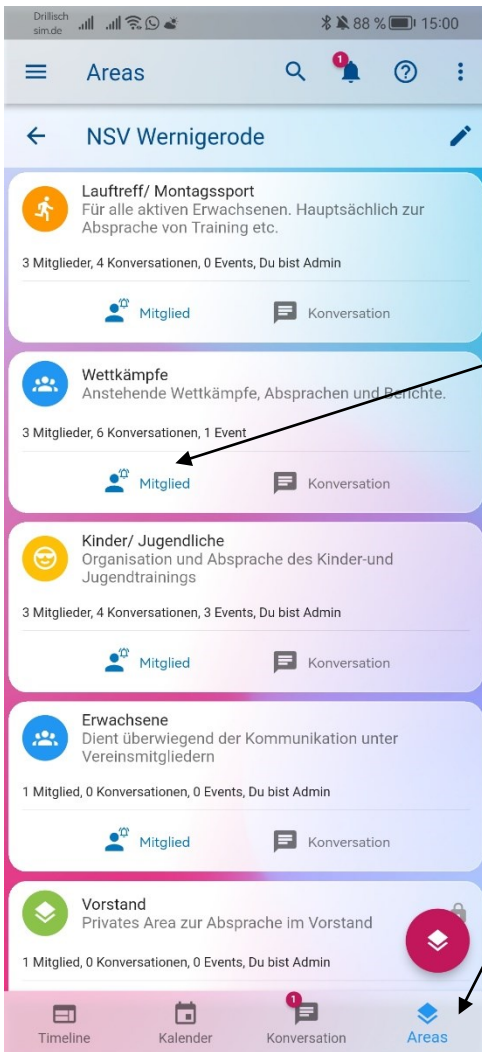 Drillisch
sim.de
88 % 15:00
Areas
1
NSV Wernigerode
Lauftreff/ Montagssport
Für alle aktiven Erwachsenen. Hauptsächlich zur
Absprache von Training etc.
3 Mitglieder, 4 Konversationen, 0 Events, Du bist Admin
Mitglied Konversation
Wettkämpfe
Anstehende Wettkämpfe, Absprachen und Berichte.
3 Mitglieder, 6 Konversationen, 1 Event
Mitglied Konversation
Kinder/ Jugendliche
Organisation und Absprache des Kinder-und
Jugendtrainings
3 Mitglieder, 4 Konversationen, 3 Events, Du bist Admin
Mitglied Konversation
Erwachsene
Dient überwiegend der Kommunikation unter
Vereinsmitgliedern
1 Mitglied, 0 Konversationen, 0 Events, Du bist Admin
Mitglied Konversation
Vorstand
Privates Area zur Absprache im Vorstand
1 Mitglied, 0 Konversationen, 0 Events, Du bist Admin
1
Timeline Kalender Konversation Areas